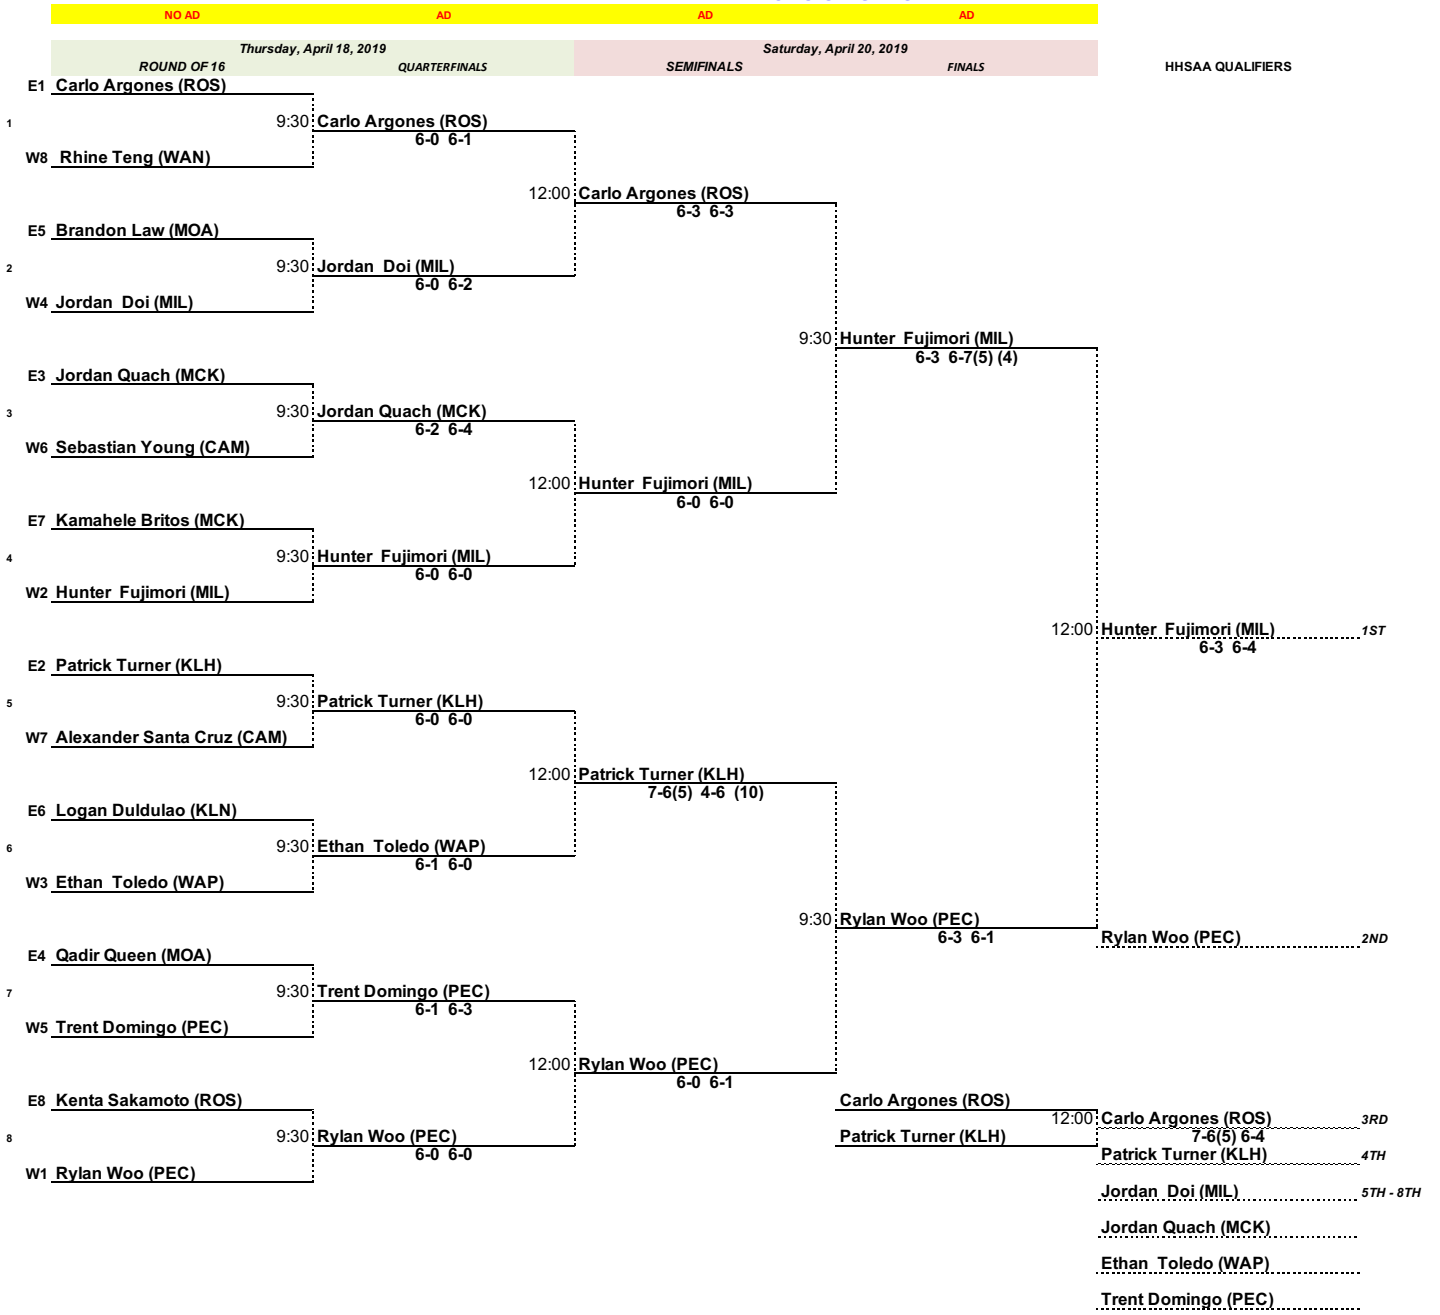 NO AD AD AD AD
Thursday, April 18, 2019 Saturday, April 20, 2019
ROUND OF 16 QUARTERFINALS SEMIFINALS FINALS HHSAA QUALIFIERS
E1 Carlo Argones (ROS)
1 9:30 Carlo Argones (ROS)
6-0 6-1
W8 Rhine Teng (WAN)
12:00 Carlo Argones (ROS)
6-3 6-3
E5 Brandon Law (MOA)
2 9:30 Jordan Doi (MIL)
6-0 6-2
W4 Jordan Doi (MIL)
9:30 Hunter Fujimori (MIL)
6-3 6-7(5) (4)
E3 Jordan Quach (MCK)
3 9:30 Jordan Quach (MCK)
6-2 6-4
W6 Sebastian Young (CAM)
12:00 Hunter Fujimori (MIL)
6-0 6-0
E7 Kamahele Britos (MCK)
4 9:30 Hunter Fujimori (MIL)
6-0 6-0
W2 Hunter Fujimori (MIL)
12:00 Hunter Fujimori (MIL) 1ST
6-3 6-4
E2 Patrick Turner (KLH)
5 9:30 Patrick Turner (KLH)
6-0 6-0
W7 Alexander Santa Cruz (CAM)
12:00 Patrick Turner (KLH)
7-6(5) 4-6 (10)
E6 Logan Duldulao (KLN)
6 9:30 Ethan Toledo (WAP)
6-1 6-0
W3 Ethan Toledo (WAP)
9:30 Rylan Woo (PEC)
6-3 6-1
Rylan Woo (PEC) 2ND
E4 Qadir Queen (MOA)
7 9:30 Trent Domingo (PEC)
6-1 6-3
W5 Trent Domingo (PEC)
12:00 Rylan Woo (PEC)
6-0 6-1
E8 Kenta Sakamoto (ROS) Carlo Argones (ROS)
12:00 Carlo Argones (ROS) 3RD
8 9:30 Rylan Woo (PEC) Patrick Turner (KLH) 7-6(5) 6-4
6-0 6-0 Patrick Turner (KLH) 4TH
W1 Rylan Woo (PEC)
Jordan Doi (MIL) 5TH - 8TH
Jordan Quach (MCK)
Ethan Toledo (WAP)
Trent Domingo (PEC)